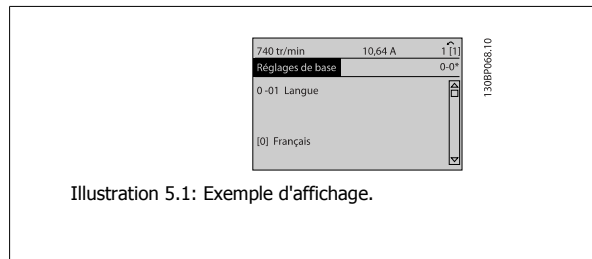 740 tr/min 10,64 A 1 [1]
Réglages de base 0-0*
0 -01 Langue
[0] Français
130BP068.10
Illustration 5.1: Exemple d'affichage.